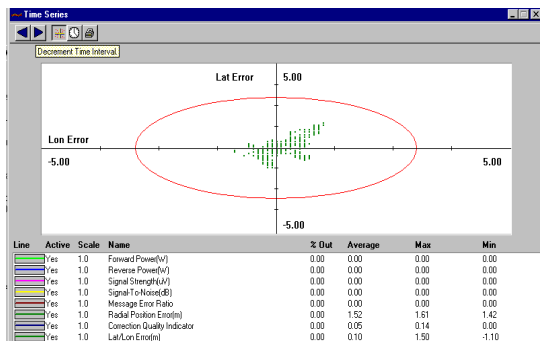 Time Series
Decrement Time Interval
Lat Error 5.00
Lon Error
-5.00 5.00
-5.00
Line Active Scale Name % Out Average Max Min
Yes 1.0 Forward Power(W) 0.00 0.00 0.00 0.00
Yes 1.0 Reverse Power(W) 0.00 0.00 0.00 0.00
Yes 1.0 Signal Strength(uV) 0.00 0.00 0.00 0.00
Yes 1.0 Signal-To-Noise(dB) 0.00 0.00 0.00 0.00
Yes 1.0 Message Error Ratio 0.00 0.00 0.00 0.00
Yes 1.0 Radial Position Error(m) 0.00 1.52 1.61 1.42
Yes 1.0 Correction Quality Indicator 0.00 0.05 0.14 0.00
Yes 1.0 Lat/Lon Error(m) 0.00 0.10 1.50 -1.10